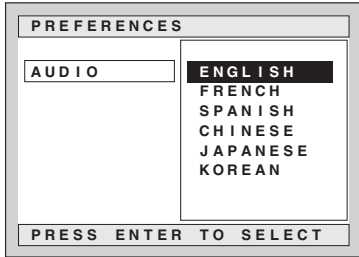 PREFERENCES
AUDIO
ENGLISH
FRENCH
SPANISH
CHINESE
JAPANESE
KOREAN
PRESS ENTER TO SELECT